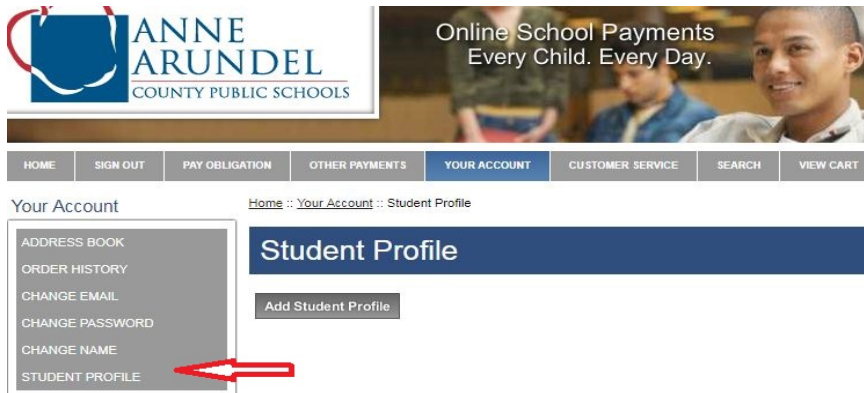 ANNE
ARUNDEL
COUNTY PUBLIC SCHOOLS
Online School Payments
Every Child. Every Day.
HOME SIGN OUT PAY OBLIGATION OTHER PAYMENTS YOUR ACCOUNT CUSTOMER SERVICE SEARCH VIEW CART
Your Account
ADDRESS BOOK
ORDER HISTORY
CHANGE EMAIL
CHANGE PASSWORD
CHANGE NAME
STUDENT PROFILE
Home :: Your Account :: Student Profile
Student Profile
Add Student Profile